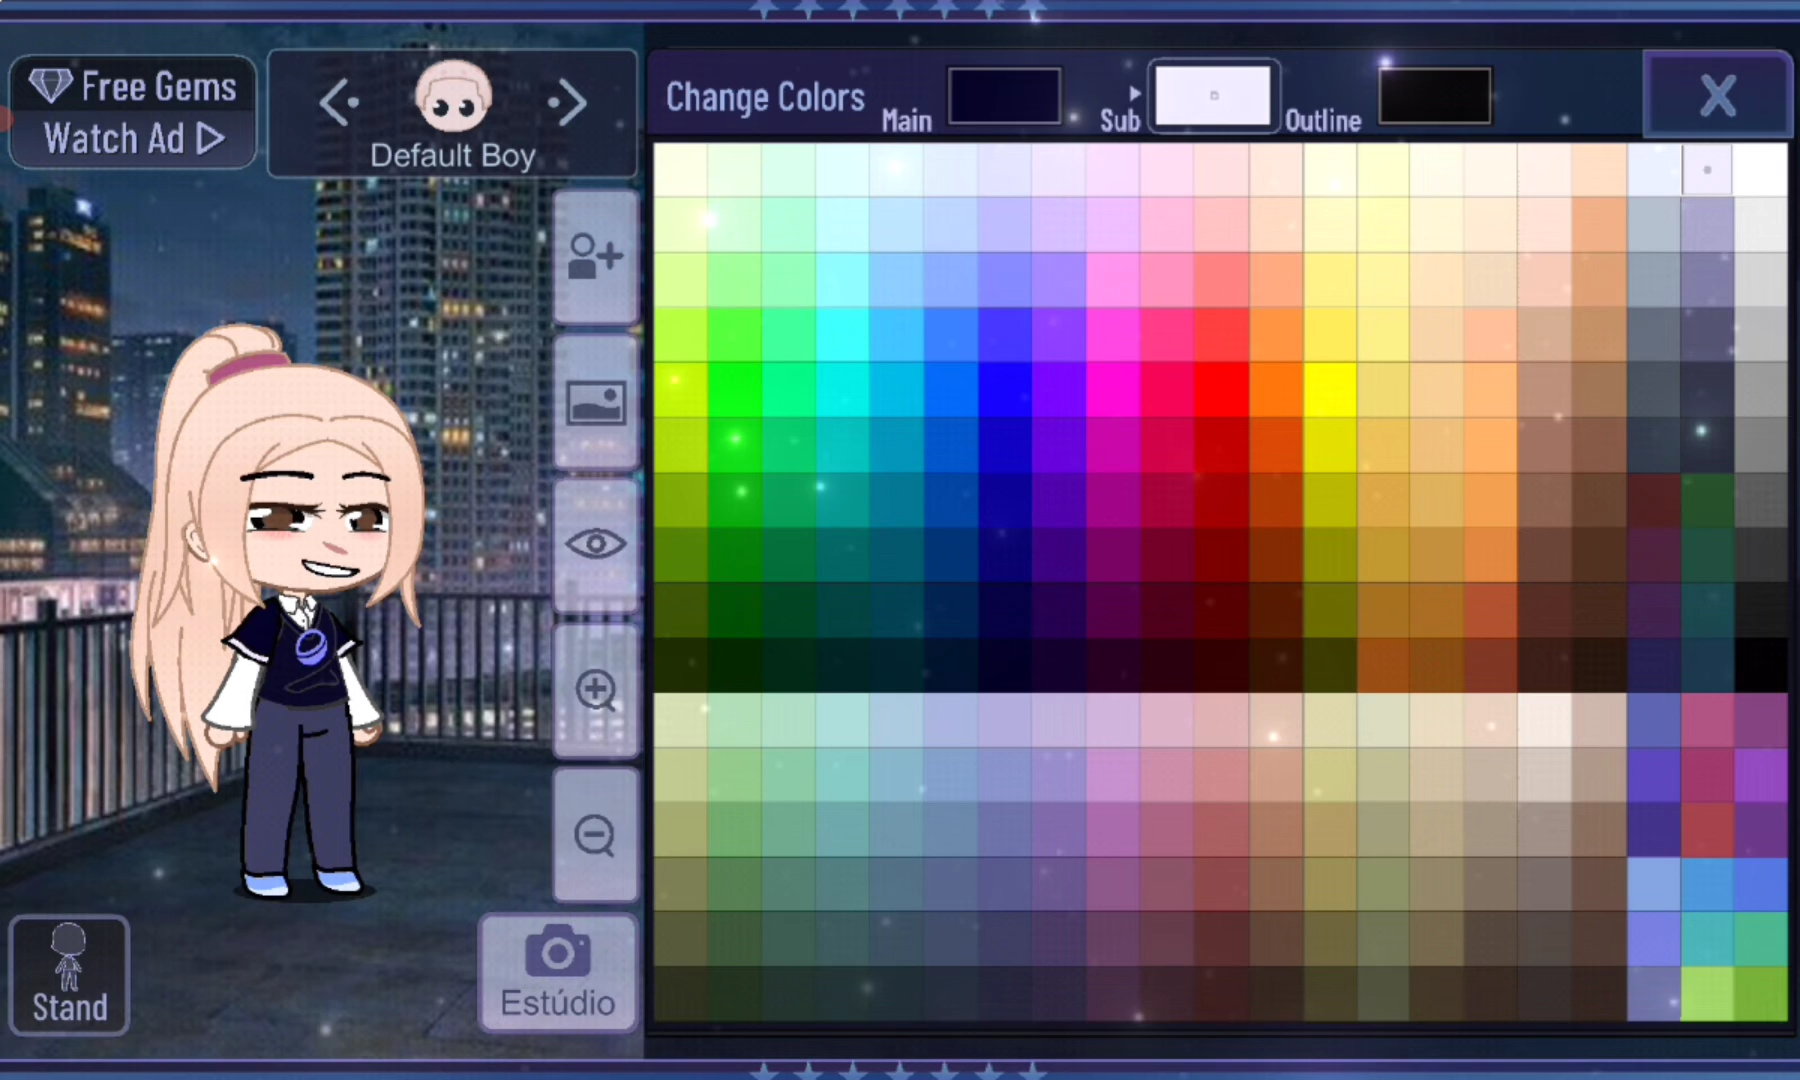 Free Gems
Watch Ad
Default Boy
Change Colors
Main
Sub
Outline
X
Stand
Estúdio